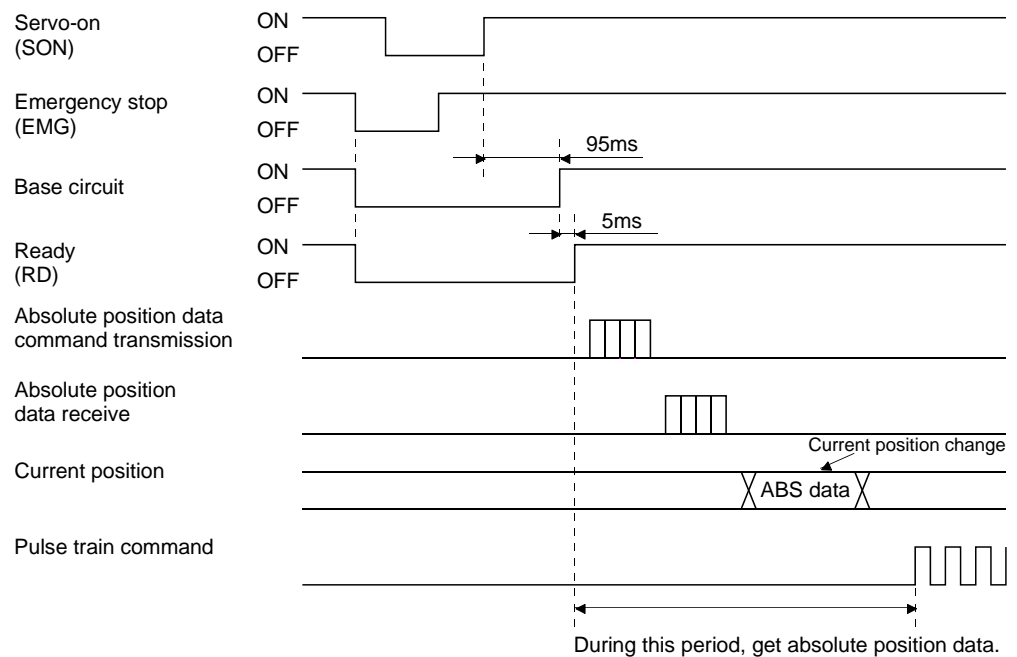 Servo-on
(SON)
ON
OFF
Emergency stop
(EMG)
ON
OFF
95ms
Base circuit
ON
OFF
5ms
Ready
(RD)
ON
OFF
Absolute position data
command transmission
Absolute position
data receive
Current position change
Current position
ABS data
Pulse train command
During this period, get absolute position data.